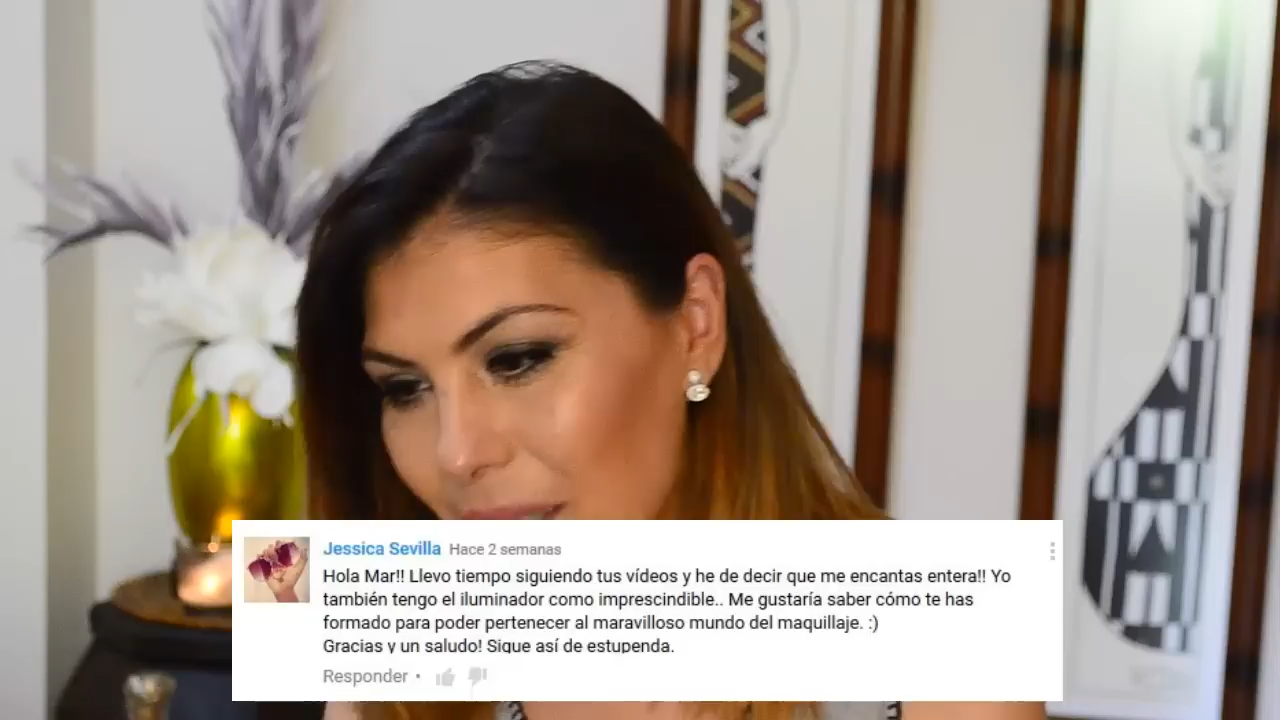 Jessica Sevilla Hace 2 semanas
Hola Mar!! Llevo tiempo siguiendo tus vídeos y he de decir que me encantas entera!! Yo
también tengo el iluminador como imprescindible.. Me gustaría saber cómo te has
formado para poder pertenecer al maravilloso mundo del maquillaje. :)
Gracias y un saludo! Sigue así de estupenda.
Responder •